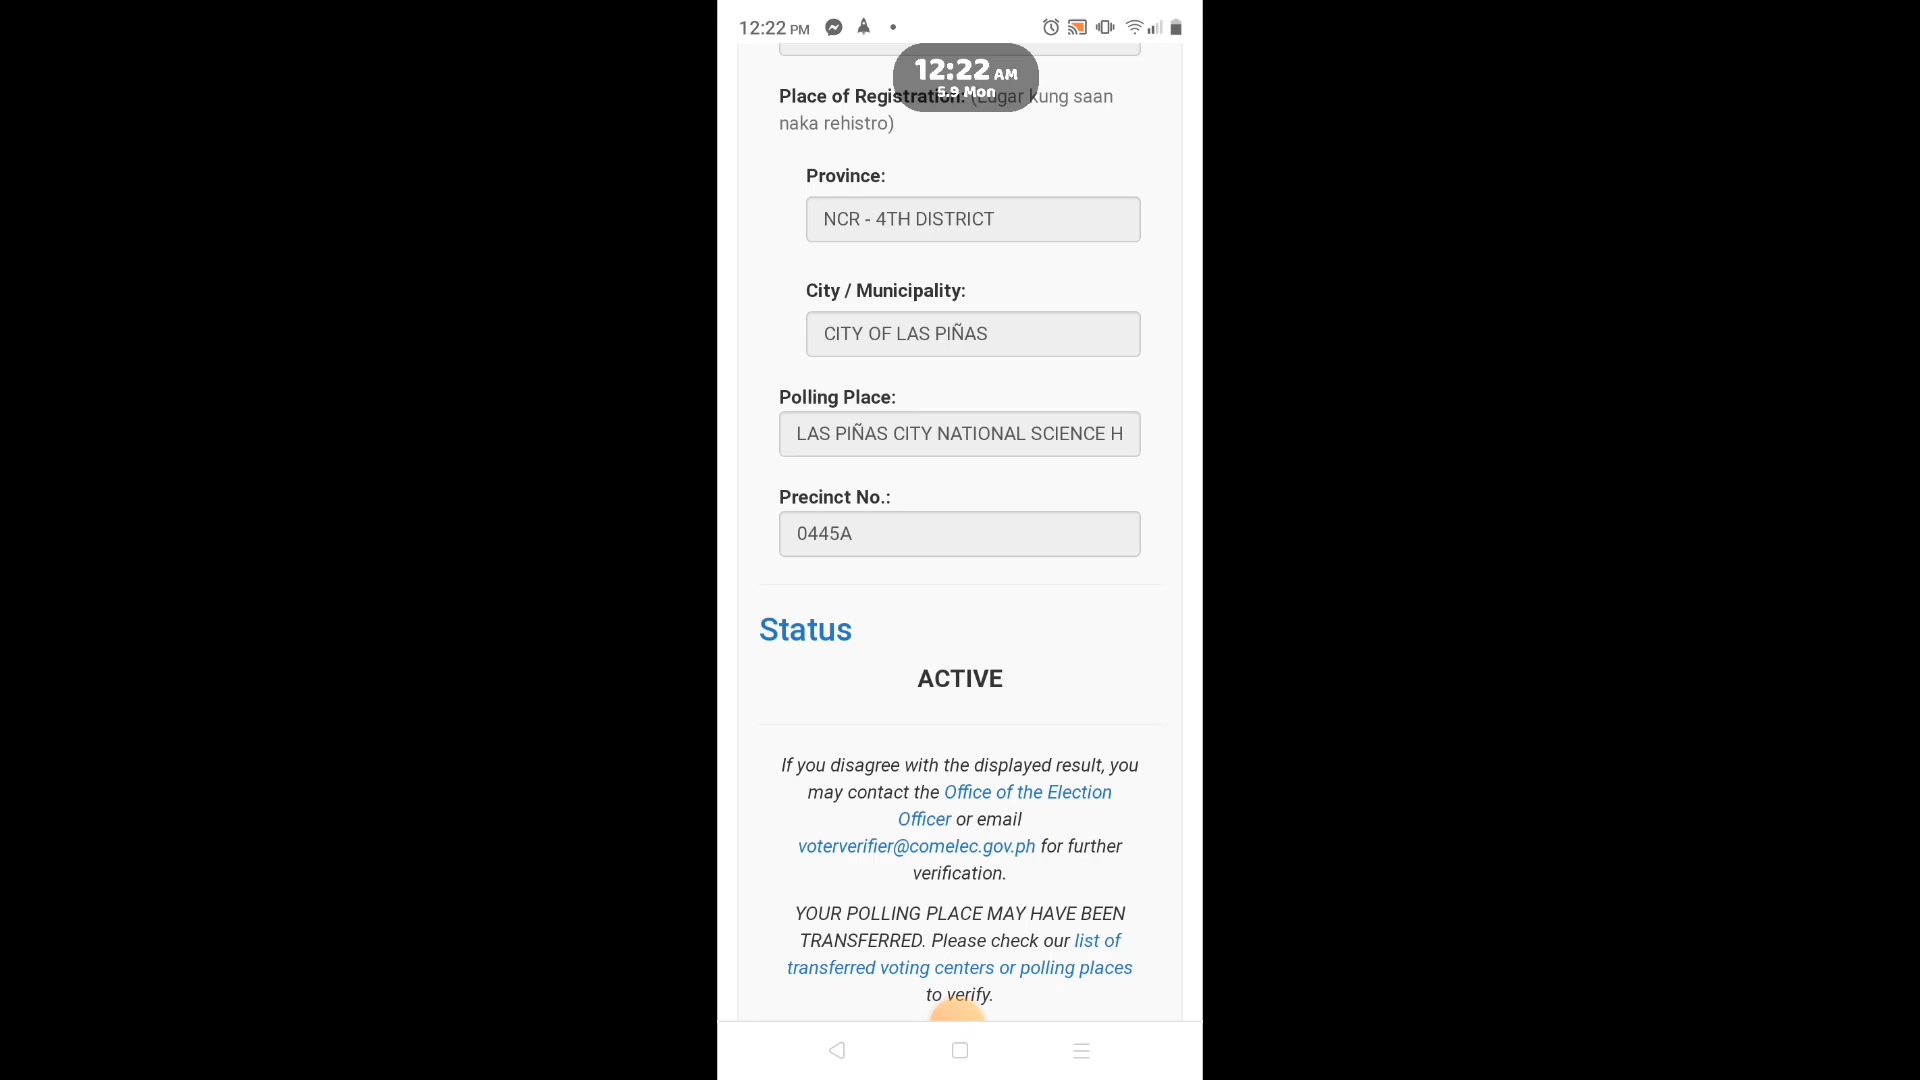 12:22 PM
12:22 AM
5.9 Mon
Place of Registration: (Lugar kung saan
naka rehistro)
Province:
NCR - 4TH DISTRICT
City / Municipality:
CITY OF LAS PIÑAS
Polling Place:
LAS PIÑAS CITY NATIONAL SCIENCE H
Precinct No.:
0445A
Status
ACTIVE
If you disagree with the displayed result, you
may contact the Office of the Election
Officer or email
voterverifier@comelec.gov.ph for further
verification.
YOUR POLLING PLACE MAY HAVE BEEN
TRANSFERRED. Please check our list of
transferred voting centers or polling places
to verify.